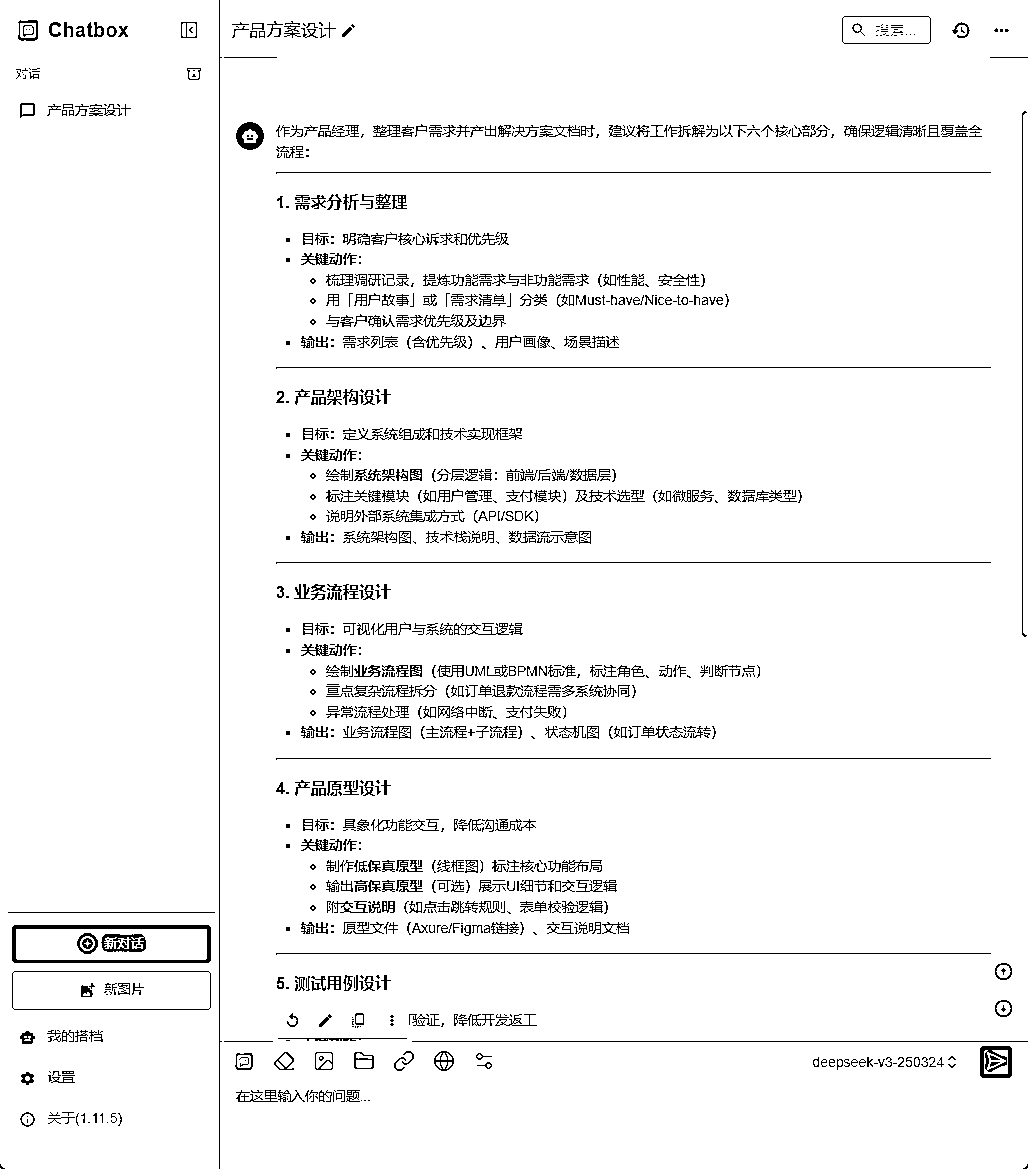 Chatbox
对话
产品方案设计
新对话
新图片
我的搭档
设置
关于(1.11.5)
产品方案设计
搜索...
作为产品经理，整理客户需求并产出解决方案文档时，建议将工作拆解为以下六个核心部分，确保逻辑清晰且覆盖全
流程：
1. 需求分析与整理
目标：明确客户核心诉求和优先级
关键动作：
梳理调研记录，提炼功能需求与非功能需求（如性能、安全性）
用「用户故事」或「需求清单」分类（如Must-have/Nice-to-have）
与客户确认需求优先级及边界
输出：需求列表（含优先级）、用户画像、场景描述
2. 产品架构设计
目标：定义系统组成和技术实现框架
关键动作：
绘制系统架构图（分层逻辑：前端/后端/数据层）
标注关键模块（如用户管理、支付模块）及技术选型（如微服务、数据库类型）
说明外部系统集成方式（API/SDK）
输出：系统架构图、技术栈说明、数据流示意图
3. 业务流程设计
目标：可视化用户与系统的交互逻辑
关键动作：
绘制业务流程图（使用UML或BPMN标准，标注角色、动作、判断节点）
重点复杂流程拆分（如订单退款流程需多系统协同）
异常流程处理（如网络中断、支付失败）
输出：业务流程图（主流程+子流程）、状态机图（如订单状态流转）
4. 产品原型设计
目标：具象化功能交互，降低沟通成本
关键动作：
制作低保真原型（线框图）标注核心功能布局
输出高保真原型（可选）展示UI细节和交互逻辑
附交互说明（如点击跳转规则、表单校验逻辑）
输出：原型文件（Axure/Figma链接）、交互说明文档
5. 测试用例设计
验证，降低开发返工
deepseek-v3-250324
在这里输入你的问题...